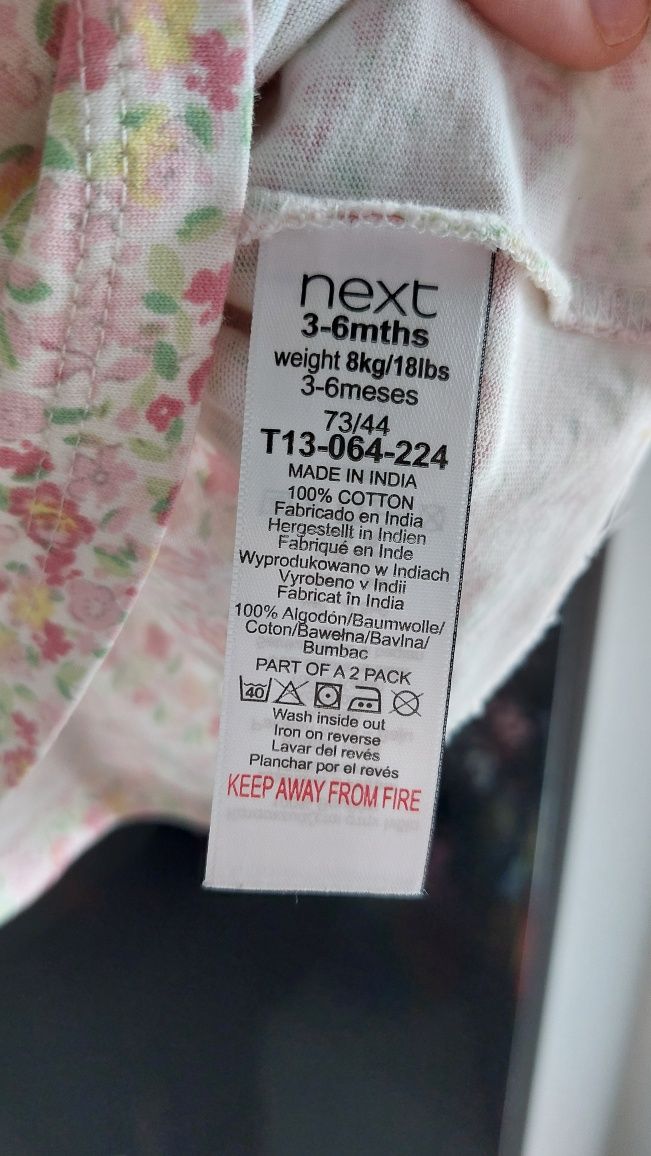 next
3-6mths
weight 8kg/18lbs
3-6meses
73/44
T13-064-224
MADE IN INDIA
100% COTTON
Fabricado en India
Hergestellt in Indien
Fabriqué en Inde
Wyprodukowano w Indiach
Vyrobeno v Indii
Fabricat în India
100% Algodón/Baumwolle/
Coton/Bawełna/Bavlna/
Bumbac
PART OF A 2 PACK
40
Wash inside out
Iron on reverse
Lavar del revés
Planchar por el revés
KEEP AWAY FROM FIRE